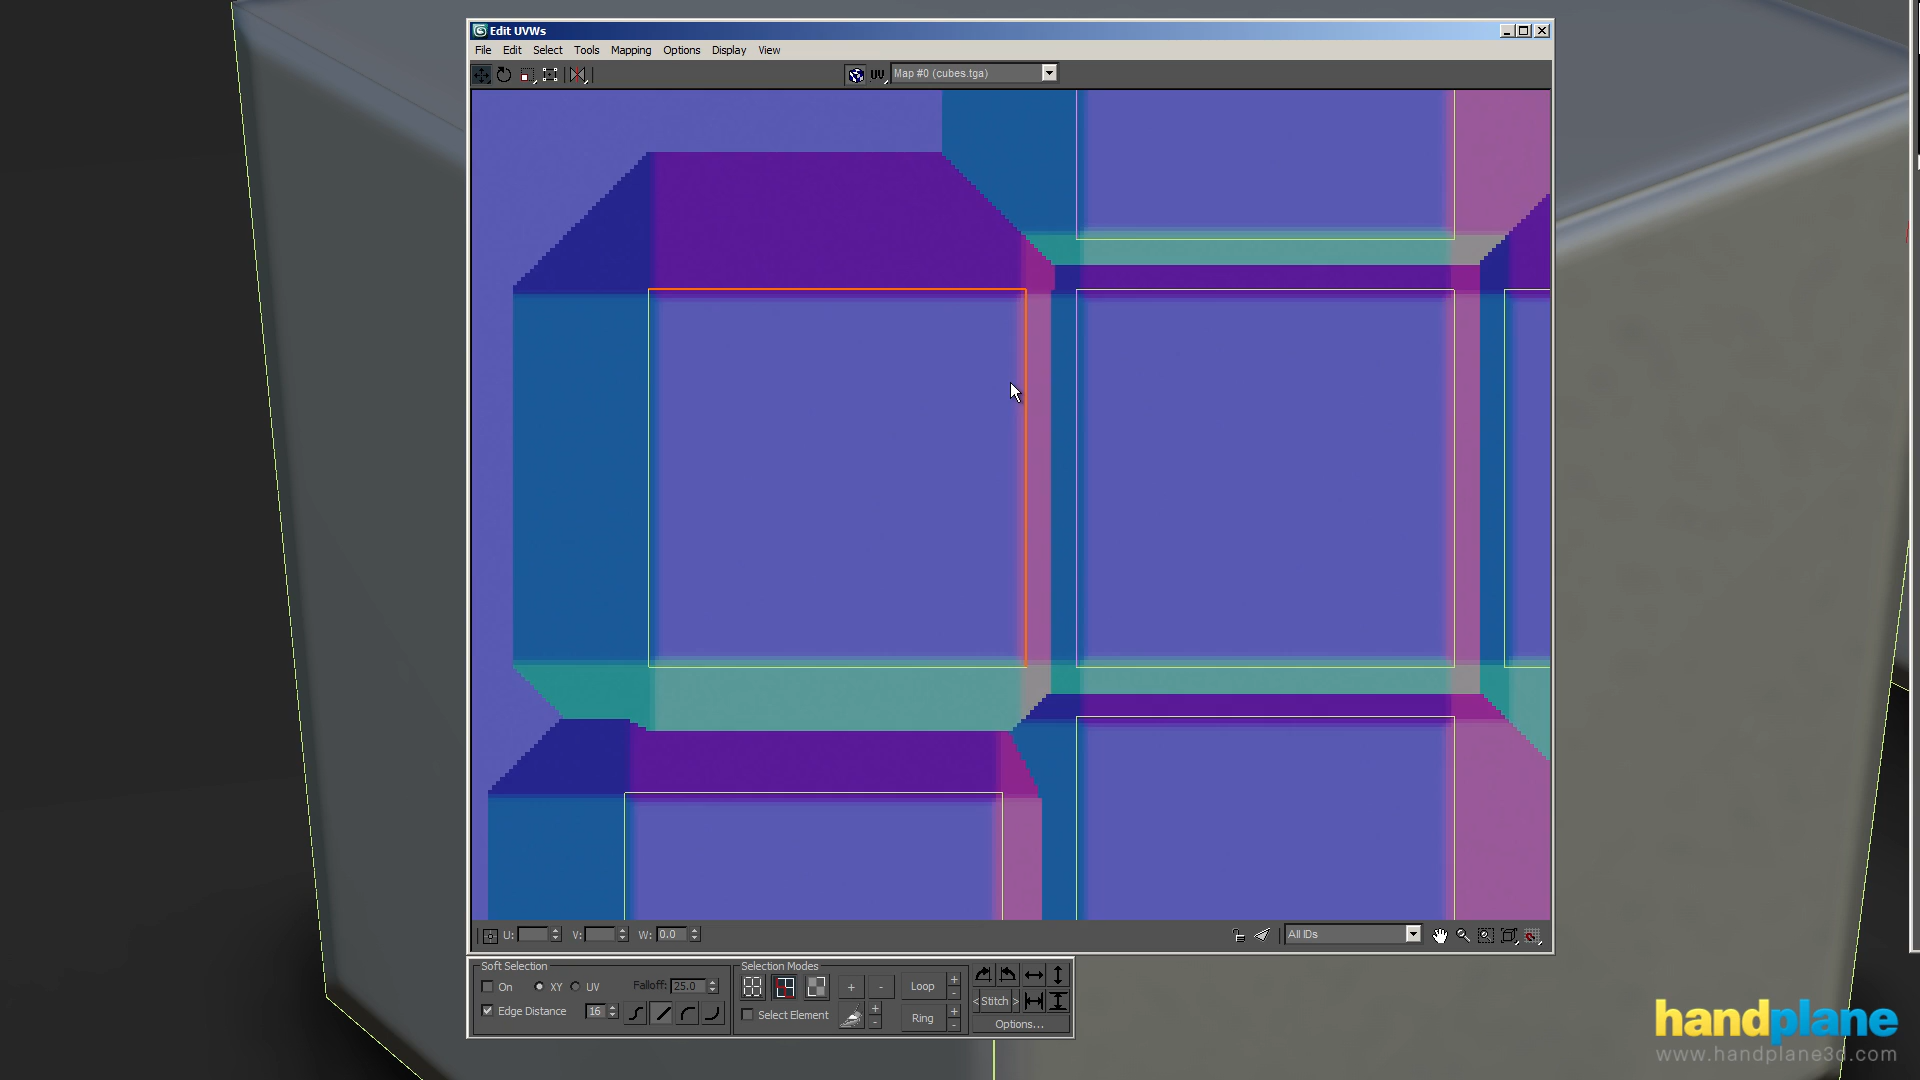 Edit UVWs
File Edit Select Tools Mapping Options Display View
UV Map #0 (cubes.tga)
U: V: W: 0.0 All IDs
Soft Selection
On XY UV Falloff: 25.0
Edge Distance 16
Selection Modes
+ - Loop + -
Select Element + - Ring + -
< Stitch >
Options...
handplane
www.handplane3d.com